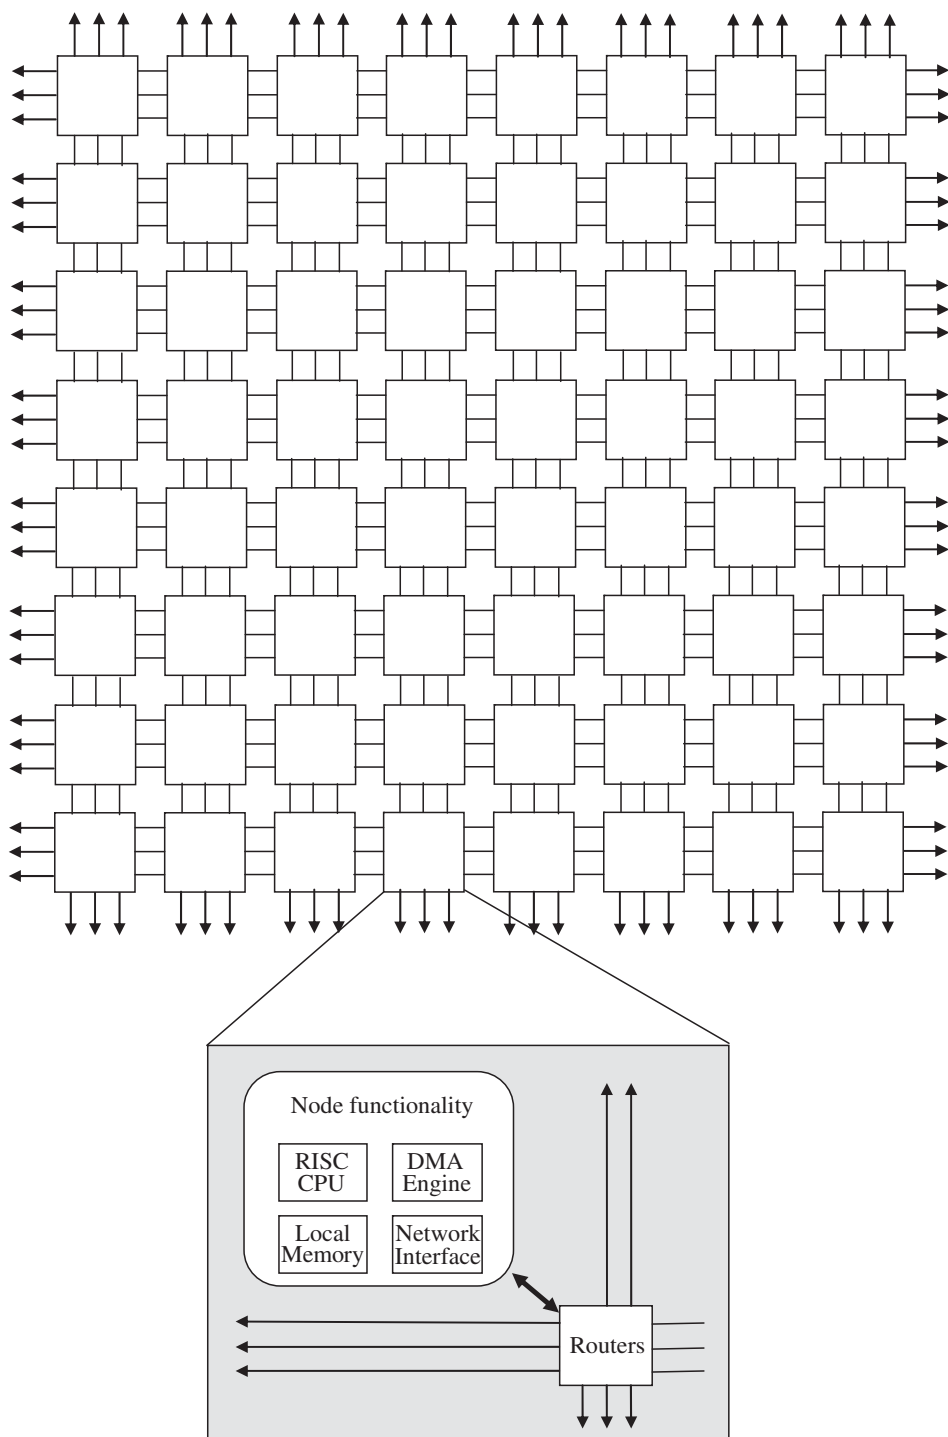 Node functionality
RISC
CPU
DMA
Engine
Local
Memory
Network
Interface
Routers